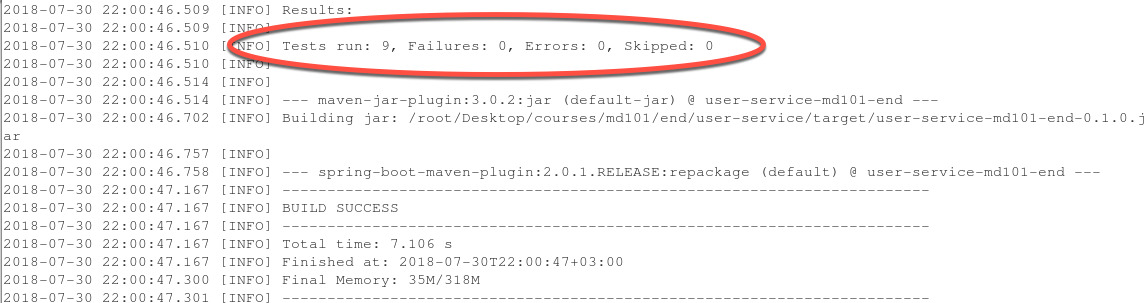 2018-07-30 22:00:46.509 [INFO] Results:
2018-07-30 22:00:46.509 [INFO]
2018-07-30 22:00:46.510 [INFO] Tests run: 9, Failures: 0, Errors: 0, Skipped: 0
2018-07-30 22:00:46.510 [INFO]
2018-07-30 22:00:46.514 [INFO]
2018-07-30 22:00:46.514 [INFO] --- maven-jar-plugin:3.0.2:jar (default-jar) @ user-service-md101-end ---
2018-07-30 22:00:46.702 [INFO] Building jar: /root/Desktop/courses/md101/end/user-service/target/user-service-md101-end-0.1.0.j
ar
2018-07-30 22:00:46.757 [INFO]
2018-07-30 22:00:46.758 [INFO] --- spring-boot-maven-plugin:2.0.1.RELEASE:repackage (default) @ user-service-md101-end ---
2018-07-30 22:00:47.167 [INFO] ------------------------------------------------------------------------
2018-07-30 22:00:47.167 [INFO] BUILD SUCCESS
2018-07-30 22:00:47.167 [INFO] ------------------------------------------------------------------------
2018-07-30 22:00:47.167 [INFO] Total time: 7.106 s
2018-07-30 22:00:47.167 [INFO] Finished at: 2018-07-30T22:00:47+03:00
2018-07-30 22:00:47.300 [INFO] Final Memory: 35M/318M
2018-07-30 22:00:47.301 [INFO] ------------------------------------------------------------------------